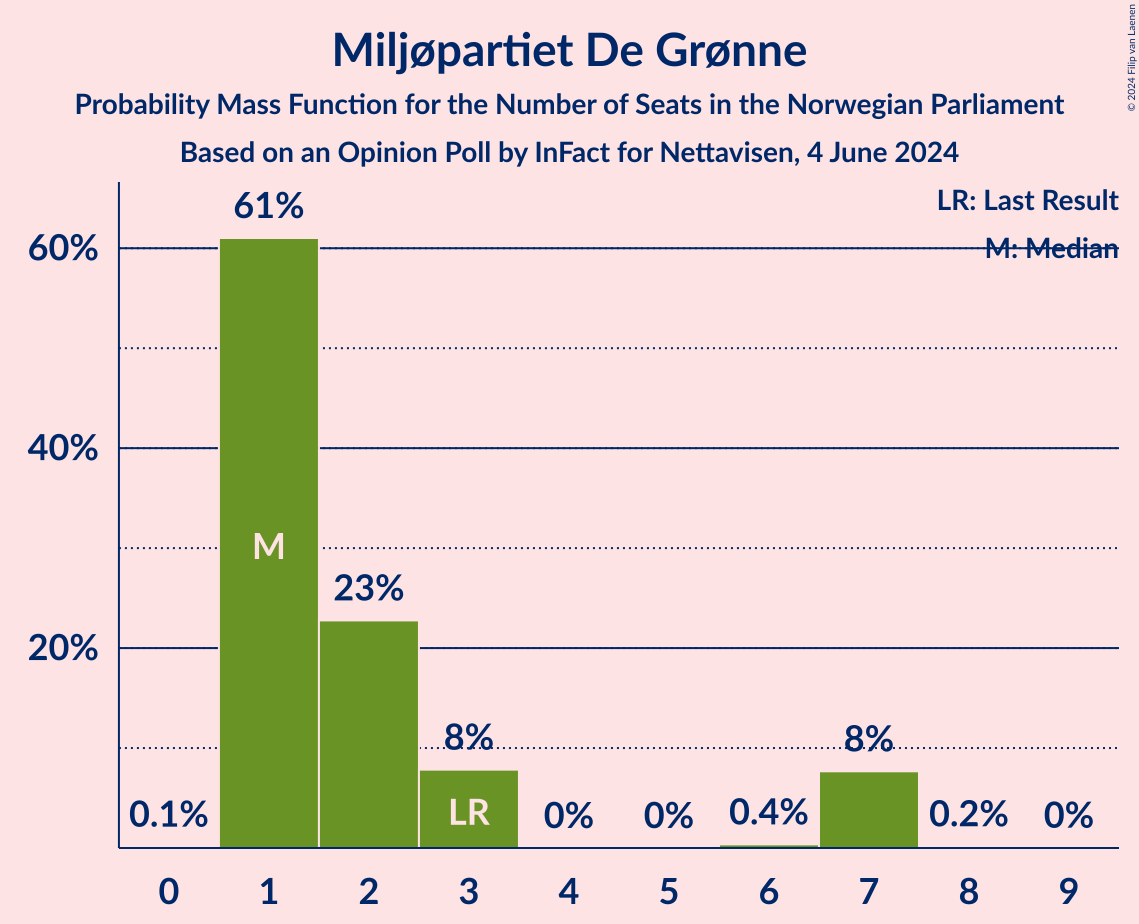 Miljøpartiet De Grønne
Probability Mass Function for the Number of Seats in the Norwegian Parliament
Based on an Opinion Poll by InFact for Nettavisen, 4 June 2024
© 2024 Filip van Laenen
LR: Last Result
M: Median
60%
40%
20%
61%
M
23%
8%
LR
0.1%
0%
0%
0.4%
8%
0.2%
0%
0 1 2 3 4 5 6 7 8 9